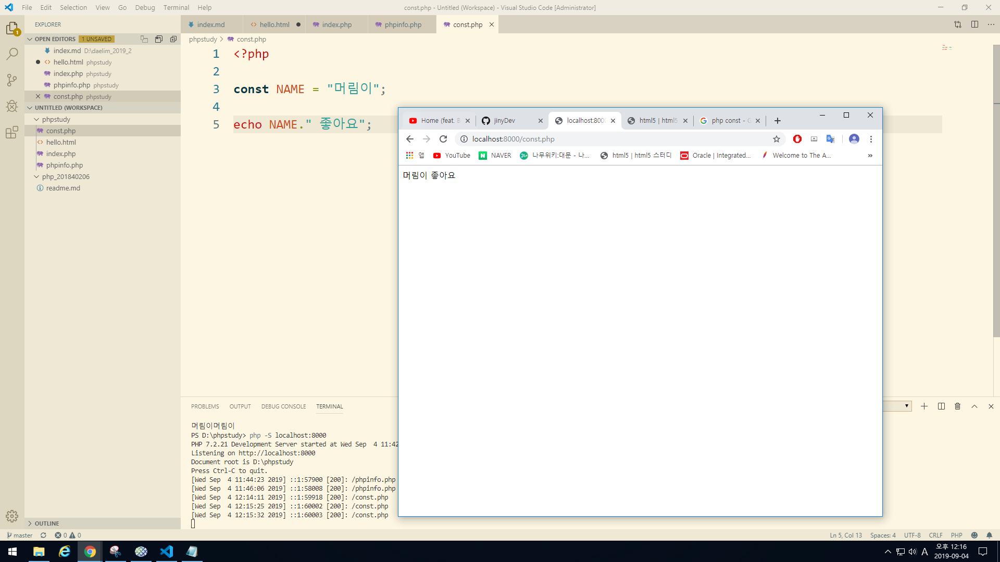 File Edit Selection View Go Debug Terminal Help
const.php - Untitled (Workspace) - Visual Studio Code [Administrator]
EXPLORER
OPEN EDITORS 1 UNSAVED
index.md D:\daelim_2019_2
hello.html phpstudy
index.php phpstudy
phpinfo.php phpstudy
const.php phpstudy
UNTITLED (WORKSPACE)
phpstudy
const.php
hello.html
index.php
phpinfo.php
php_201840206
readme.md
OUTLINE
1
index.md
hello.html
index.php
phpinfo.php
const.php
phpstudy > const.php
1 <?php
2
3 const NAME = "머림이";
4
5 echo NAME." 좋아요";
Home (feat. B
jinyDev
localhost:800
html5 | html5
php const - G
localhost:8000/const.php
앱
YouTube
NAVER
나무위키:대문 - 나...
html5 | html5 스터디
Oracle | Integrated...
Welcome to The A...
»
머림이 좋아요
PROBLEMS OUTPUT DEBUG CONSOLE TERMINAL
머림이머림이
PS D:\phpstudy> php -S localhost:8000
PHP 7.2.21 Development Server started at Wed Sep  4 11:42
Listening on http://localhost:8000
Document root is D:\phpstudy
Press Ctrl-C to quit.
[Wed Sep  4 11:44:23 2019] ::1:57900 [200]: /phpinfo.php
[Wed Sep  4 11:46:06 2019] ::1:58008 [200]: /phpinfo.php
[Wed Sep  4 12:14:11 2019] ::1:59918 [200]: /const.php
[Wed Sep  4 12:15:25 2019] ::1:60002 [200]: /const.php
[Wed Sep  4 12:15:32 2019] ::1:60003 [200]: /const.php
master 0 0
Ln 5, Col 13 Spaces: 4 UTF-8 CRLF PHP
A
오후 12:16
2019-09-04